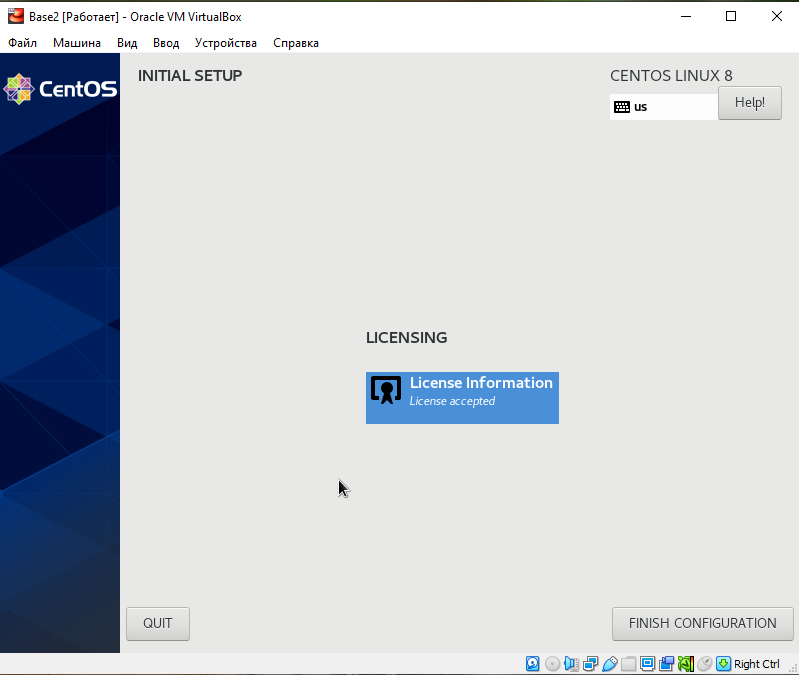 Base2 [Работает] - Oracle VM VirtualBox
Файл Машина Вид Ввод Устройства Справка
CentOS
INITIAL SETUP
CENTOS LINUX 8
us
Help!
LICENSING
License Information
License accepted
QUIT
FINISH CONFIGURATION
Right Ctrl